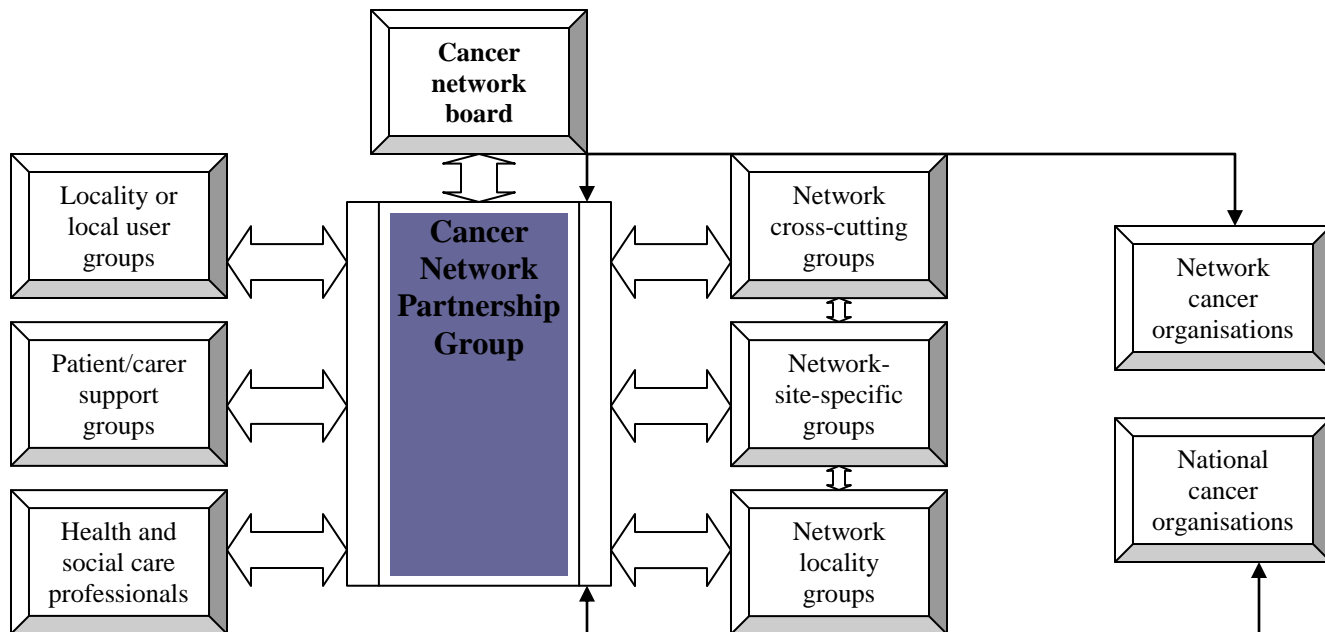 Cancer
network
board
Locality or
local user
groups
Cancer
Network
Partnership
Group
Network
cross-cutting
groups
Network
cancer
organisations
Patient/carer
support
groups
Network-
site-specific
groups
National
cancer
organisations
Health and
social care
professionals
Network
locality
groups